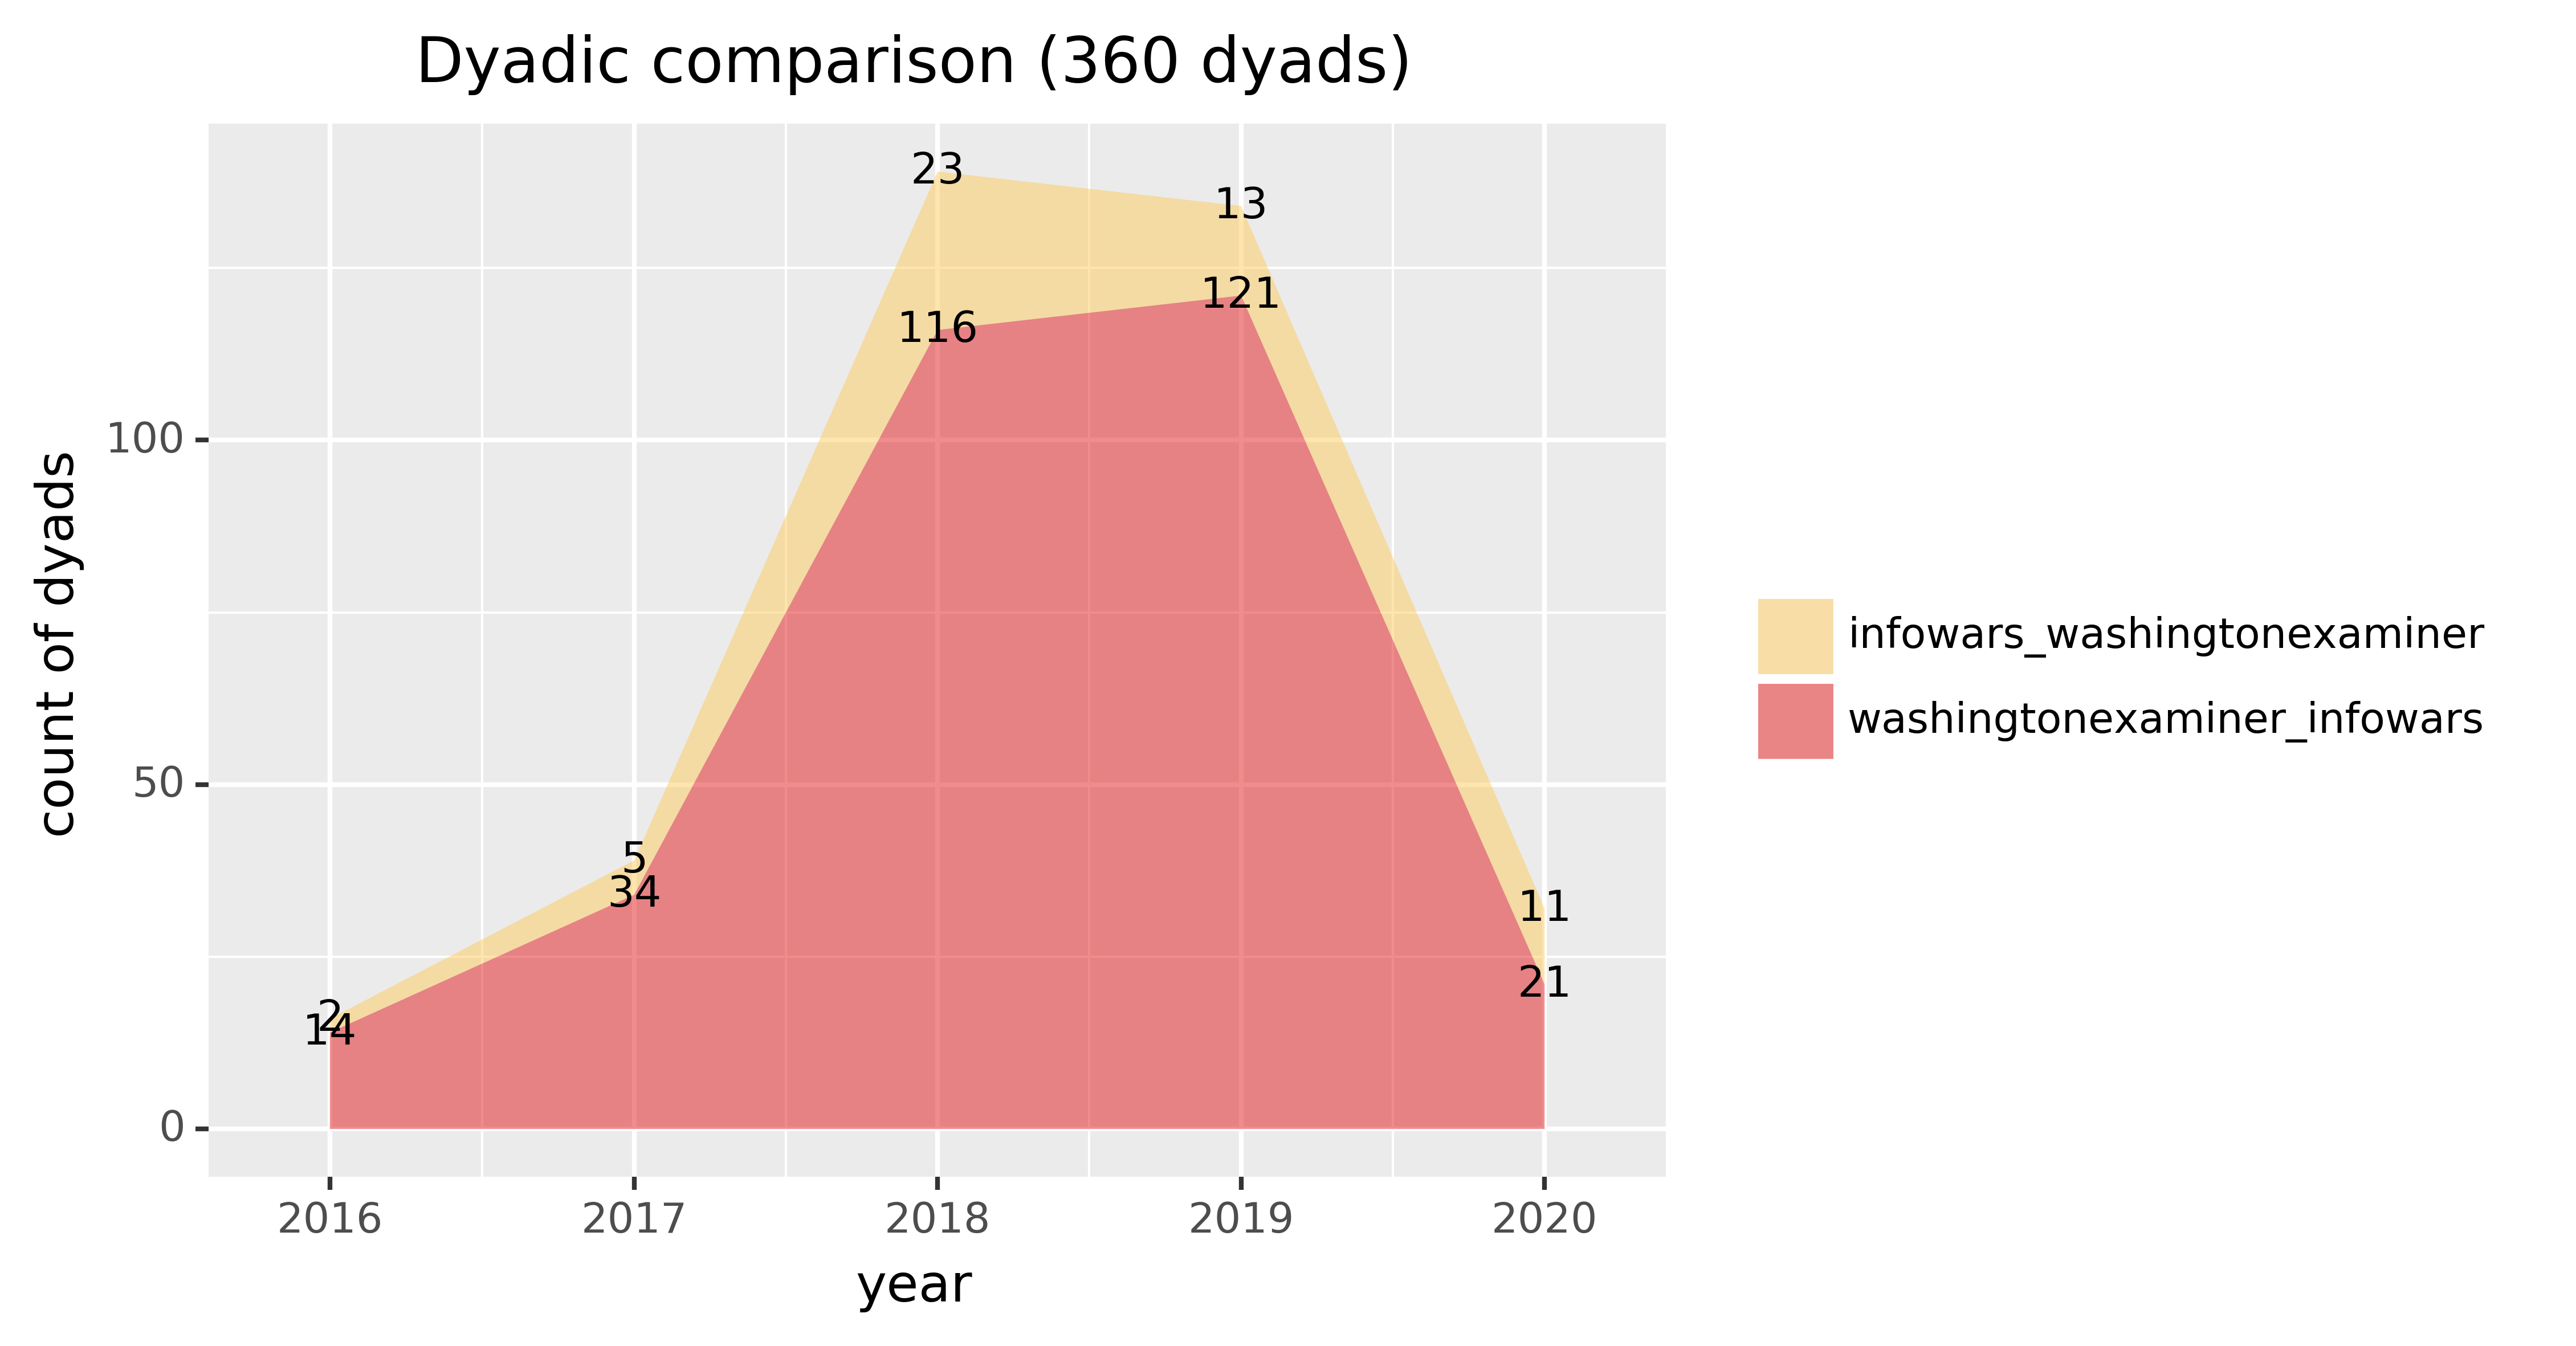 Dyadic comparison (360 dyads)
count of dyads
100
50
0
23
13
121
116
5
34
11
21
2
14
2016 2017 2018 2019 2020
year
infowars_washingtonexaminer
washingtonexaminer_infowars